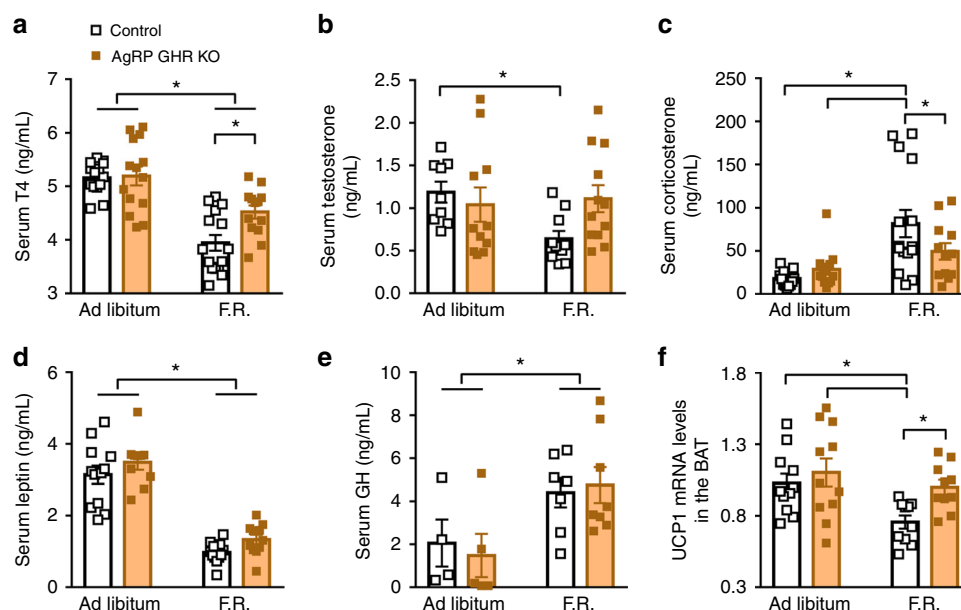 a
Control
AgRP GHR KO
Serum T4 (ng/mL)
7
6
5
4
3
*
*
Ad libitum
F.R.
b
Serum testosterone
(ng/mL)
2.5
2.0
1.5
1.0
0.5
0.0
*
Ad libitum
F.R.
c
Serum corticosterone
(ng/mL)
250
200
150
100
50
0
*
*
Ad libitum
F.R.
d
Serum leptin (ng/mL)
6
4
2
0
*
Ad libitum
F.R.
e
Serum GH (ng/mL)
10
8
6
4
2
0
*
Ad libitum
F.R.
f
UCP1 mRNA levels
in the BAT
1.8
1.3
0.8
0.3
*
*
Ad libitum
F.R.